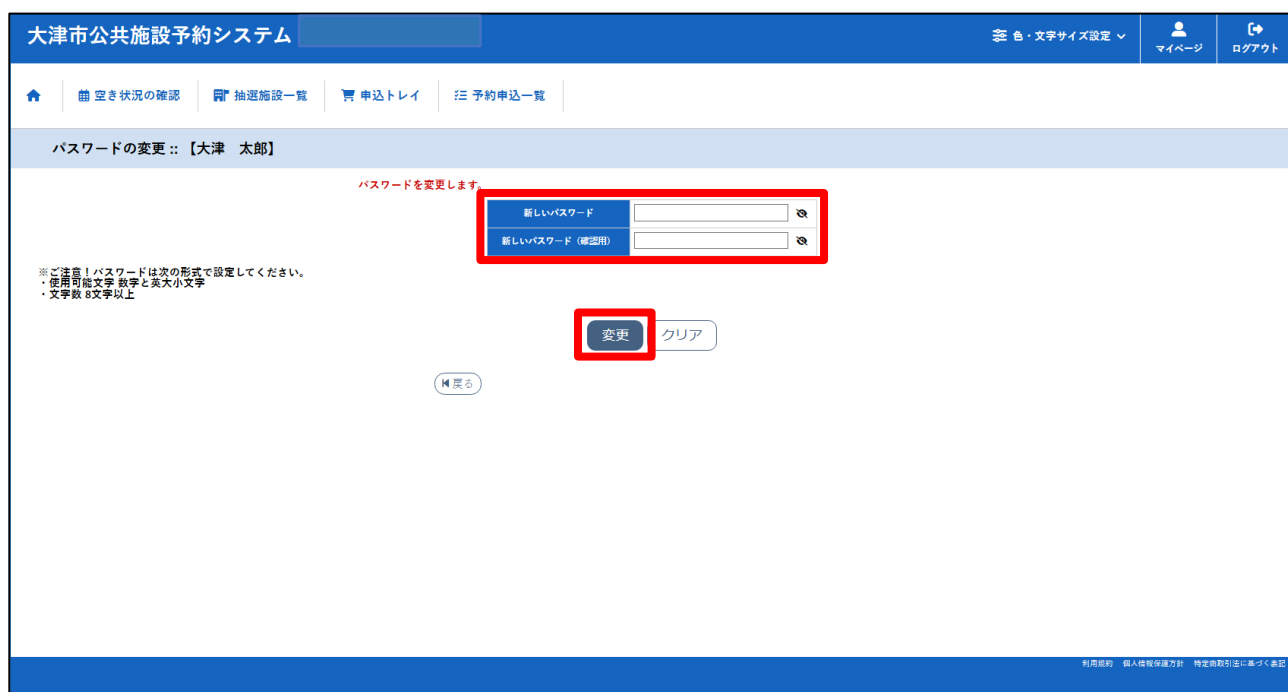 大津市公共施設予約システム
色・文字サイズ設定
マイページ
ログアウト
空き状況の確認
抽選施設一覧
申込トレイ
予約申込一覧
パスワードの変更 :: 【大津　太郎】
パスワードを変更します。
新しいパスワード
新しいパスワード（確認用）
※ご注意！パスワードは次の形式で設定してください。
・使用可能文字 数字と英大小文字
・文字数 8文字以上
変更
クリア
戻る
利用規約 個人情報保護方針 特定商取引法に基づく表記